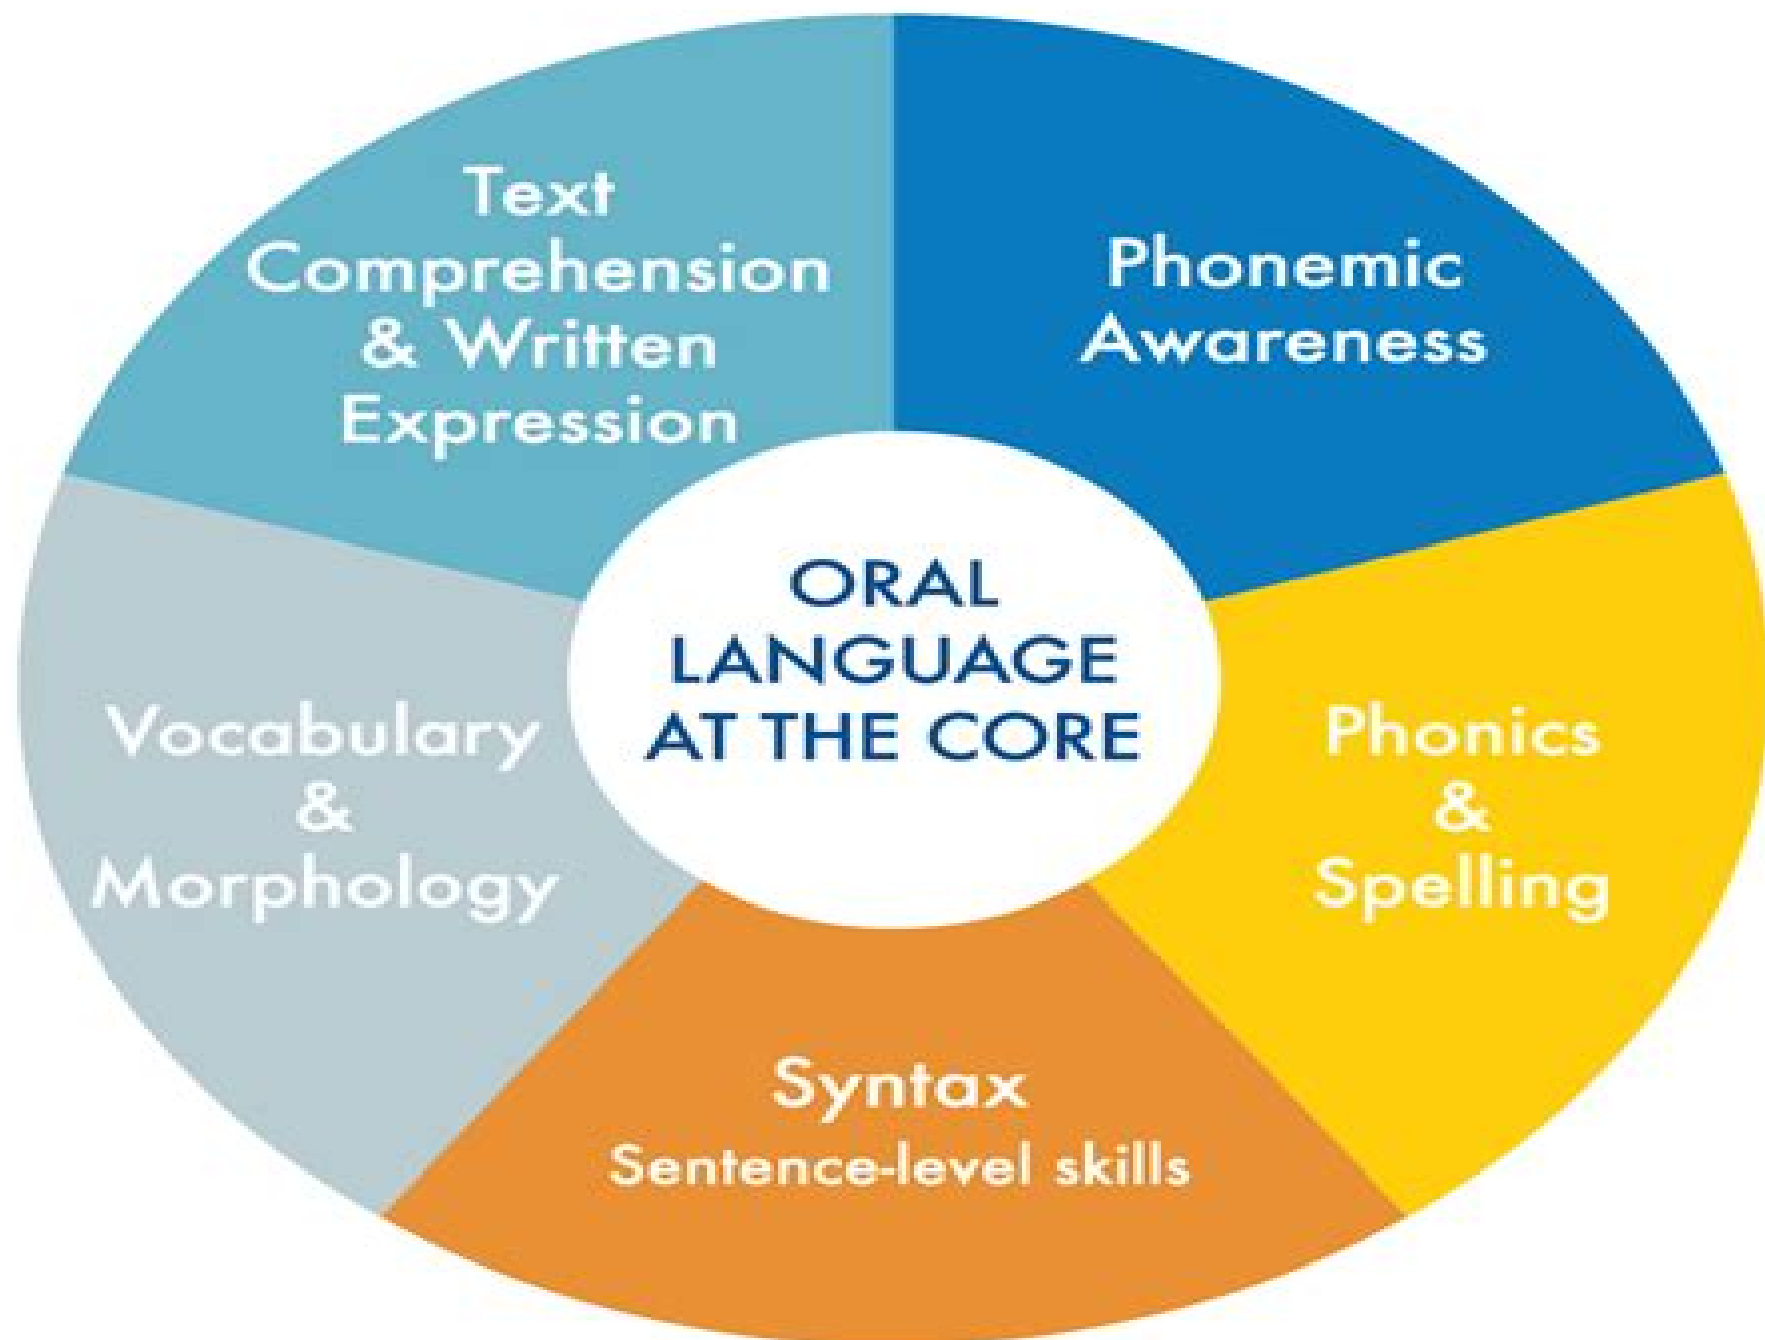 Text
Comprehension
& Written
Expression
Phonemic
Awareness
ORAL
LANGUAGE
AT THE CORE
Vocabulary
&
Morphology
Phonics
&
Spelling
Syntax
Sentence-level skills